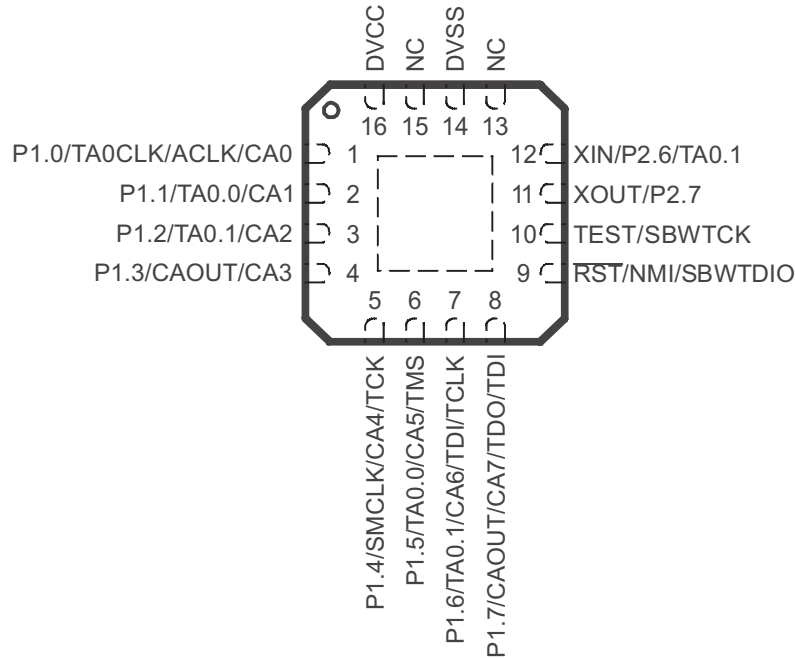 DVCC
NC
DVSS
NC
16 15 14 13
P1.0/TA0CLK/ACLK/CA0 1
P1.1/TA0.0/CA1 2
P1.2/TA0.1/CA2 3
P1.3/CAOUT/CA3 4
12 XIN/P2.6/TA0.1
11 XOUT/P2.7
10 TEST/SBWTCK
9 RST/NMI/SBWTDIO
5 6 7 8
P1.4/SMCLK/CA4/TCK
P1.5/TA0.0/CA5/TMS
P1.6/TA0.1/CA6/TDI/TCLK
P1.7/CAOUT/CA7/TDO/TDI